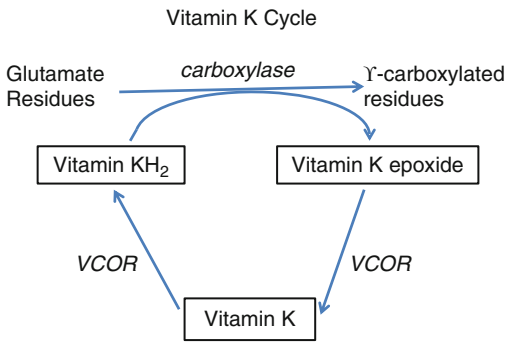 Vitamin K Cycle
Glutamate
Residues
carboxylase
ϒ-carboxylated
residues
Vitamin KH₂
Vitamin K epoxide
VCOR
VCOR
Vitamin K